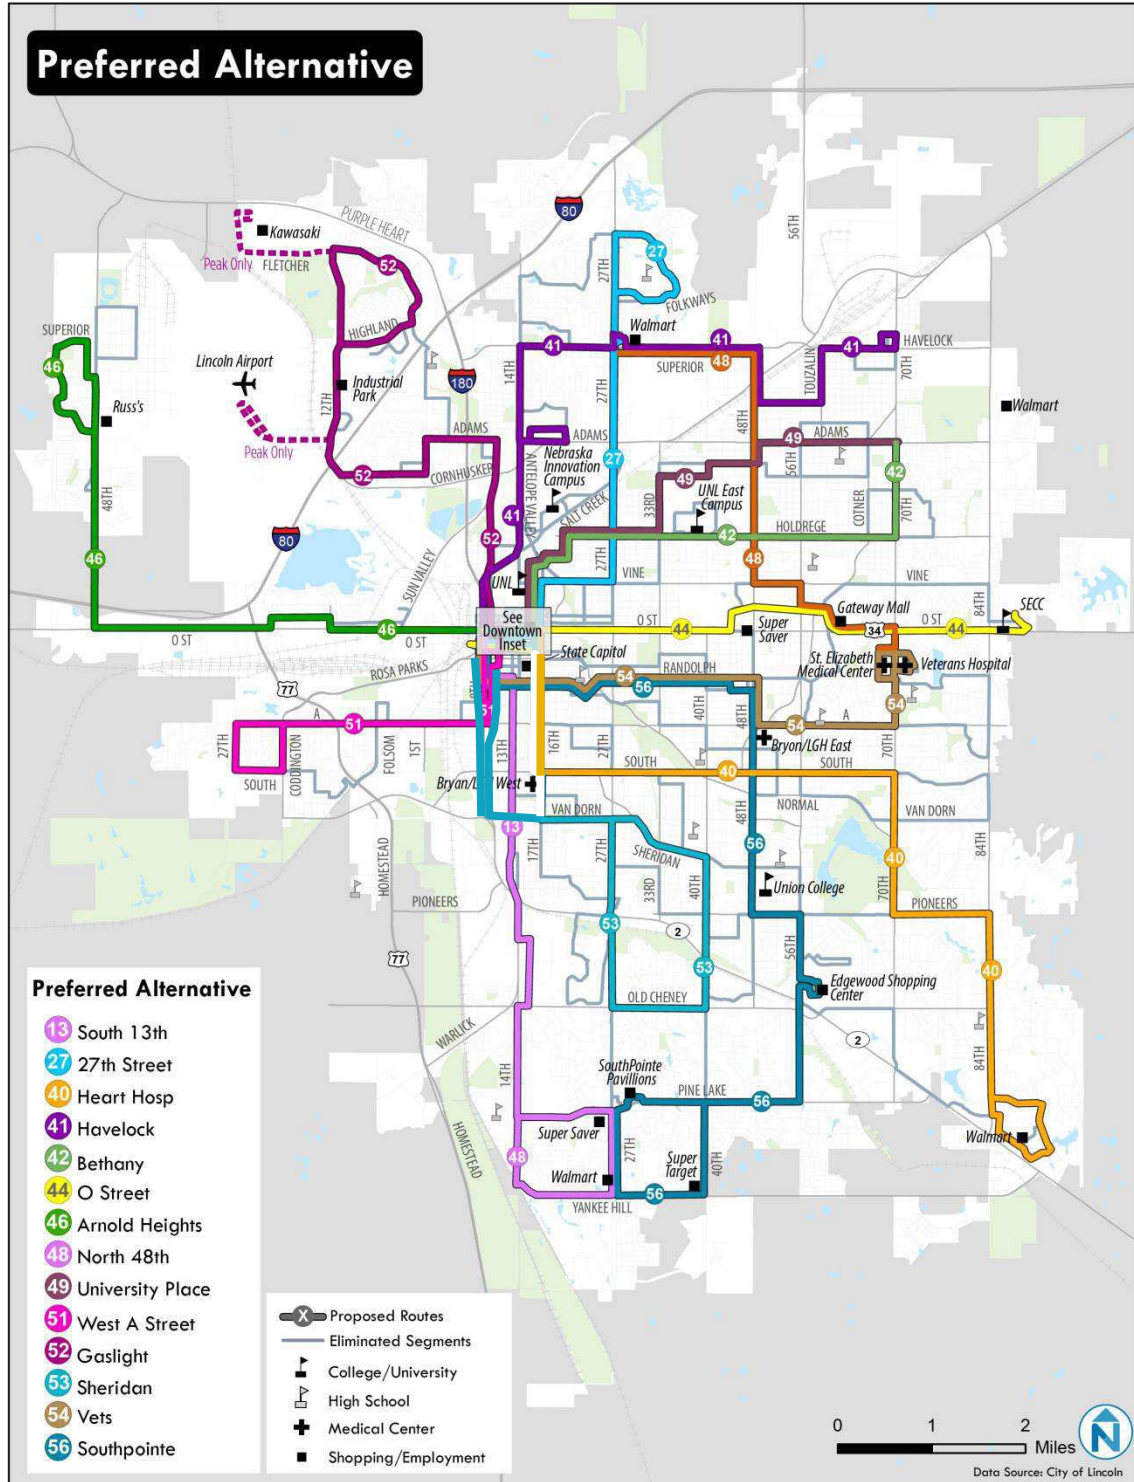 Preferred Alternative
80
PURPLE HEART
Kawasaki
Peak Only
FLETCHER
52
HIGHLAND
27TH
27
FOLKWAYS
56TH
SUPERIOR
46
Lincoln Airport
Industrial
Park
12TH
180
14TH
41
Walmart
41
48
SUPERIOR
TOUZALIN
41
HAVELOCK
70TH
Russ's
Peak Only
ADAMS
CORNHUSKER
52
ADAMS
Nebraska
Innovation
Campus
ANTELOPE VALLEY
27TH
27
48TH
49
ADAMS
56TH
Walmart
48TH
46
80
SUN VALLEY
52
41
SALT CREEK
33RD
49
UNL East
Campus
42
HOLDREGE
COTNER
42
70TH
27TH
48
UNL
VINE
VINE
See
Downtown
Inset
O ST
46
O ST
44
Super
Saver
Gateway Mall
34
O ST
44
84TH
SECC
ROSA PARKS
State Capitol
RANDOLPH
54
56
St. Elizabeth
Medical Center
Veterans Hospital
77
A
51
51
40TH
48TH
54
A
54
70TH
27TH
SOUTH
CODDINGTON
FOLSOM
1ST
13TH
16TH
27TH
Bryon/LGH East
SOUTH
40
SOUTH
VAN DORN
13
17TH
27TH
SHERIDAN
33RD
40TH
48TH
NORMAL
VAN DORN
84TH
56
40
70TH
HOMESTEAD
PIONEERS
Union College
PIONEERS
53
2
56TH
77
53
40
OLD CHENEY
Edgewood Shopping
Center
WARLICK
2
84TH
14TH
SouthPointe
Pavillions
PINE LAKE
56
Super Saver
Walmart
HOMESTEAD
48
Walmart
27TH
Super
Target
40TH
56
YANKEE HILL
Preferred Alternative
13 South 13th
27 27th Street
40 Heart Hosp
41 Havelock
42 Bethany
44 O Street
46 Arnold Heights
48 North 48th
49 University Place
51 West A Street
52 Gaslight
53 Sheridan
54 Vets
56 Southpointe
X Proposed Routes
Eliminated Segments
College/University
High School
Medical Center
Shopping/Employment
0 1 2
Miles
N
Data Source: City of Lincoln